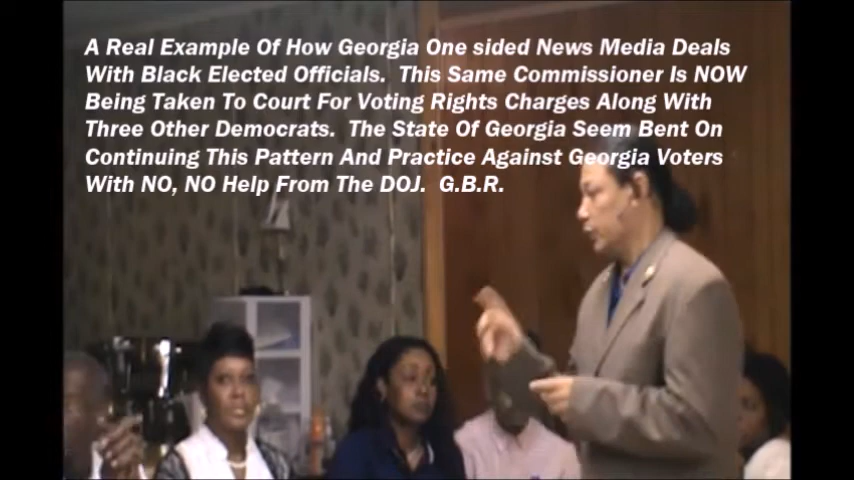 A Real Example Of How Georgia One sided News Media Deals
With Black Elected Officials. This Same Commissioner Is NOW
Being Taken To Court For Voting Rights Charges Along With
Three Other Democrats. The State Of Georgia Seem Bent On
Continuing This Pattern And Practice Against Georgia Voters
With NO, NO Help From The DOJ. G.B.R.